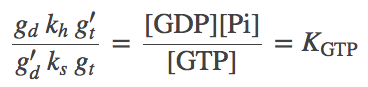 g_d k_h g'_t / g'_d k_s g_t = [GDP][Pi] / [GTP] = K_GTP